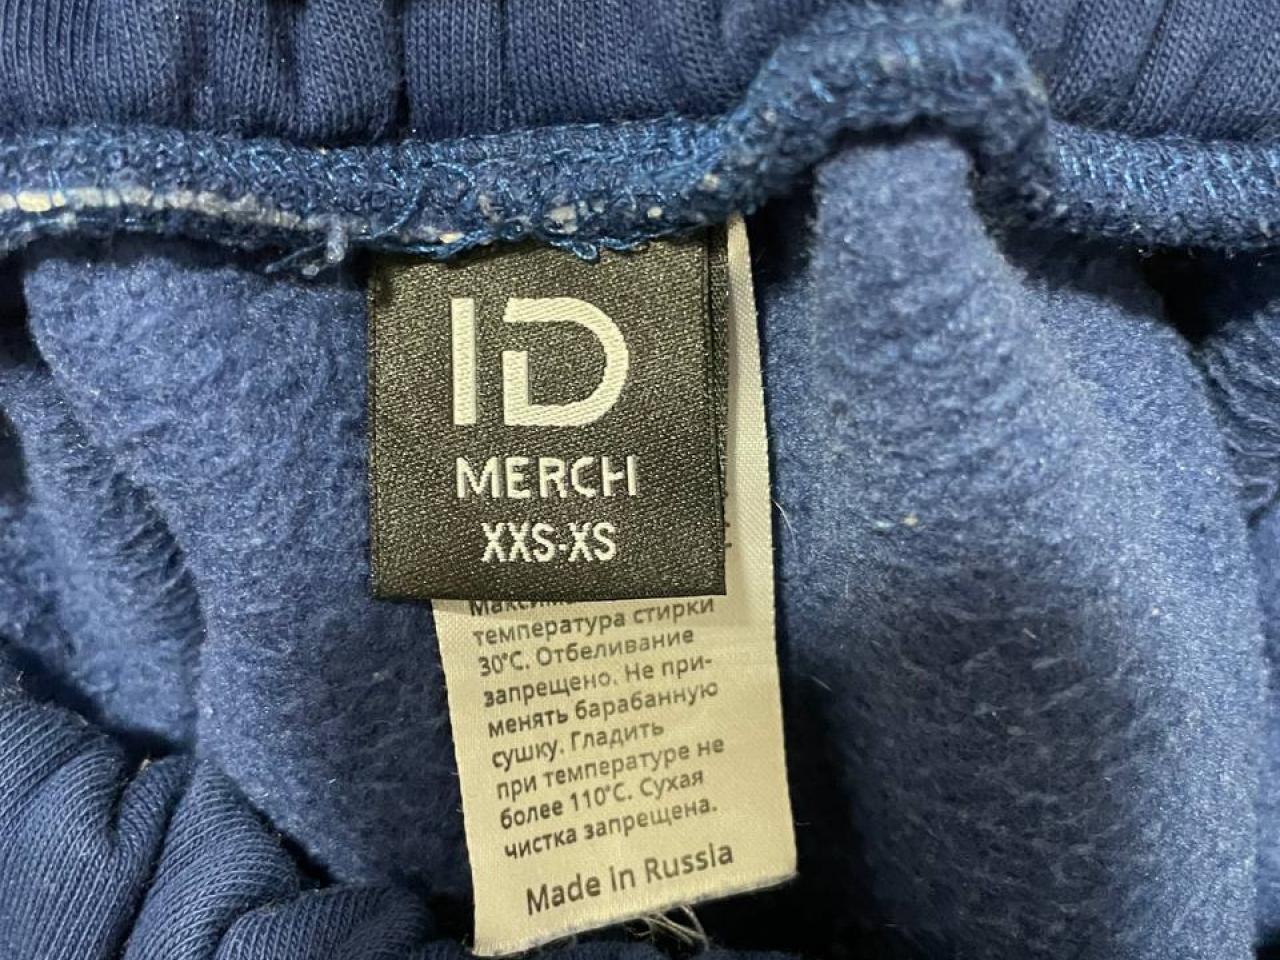 ID
MERCH
XXS-XS
температура стирки
30°C. Отбеливание
запрещено. Не при-
менять барабанную
сушку. Гладить
при температуре не
более 110°C. Сухая
чистка запрещена.
Made in Russia